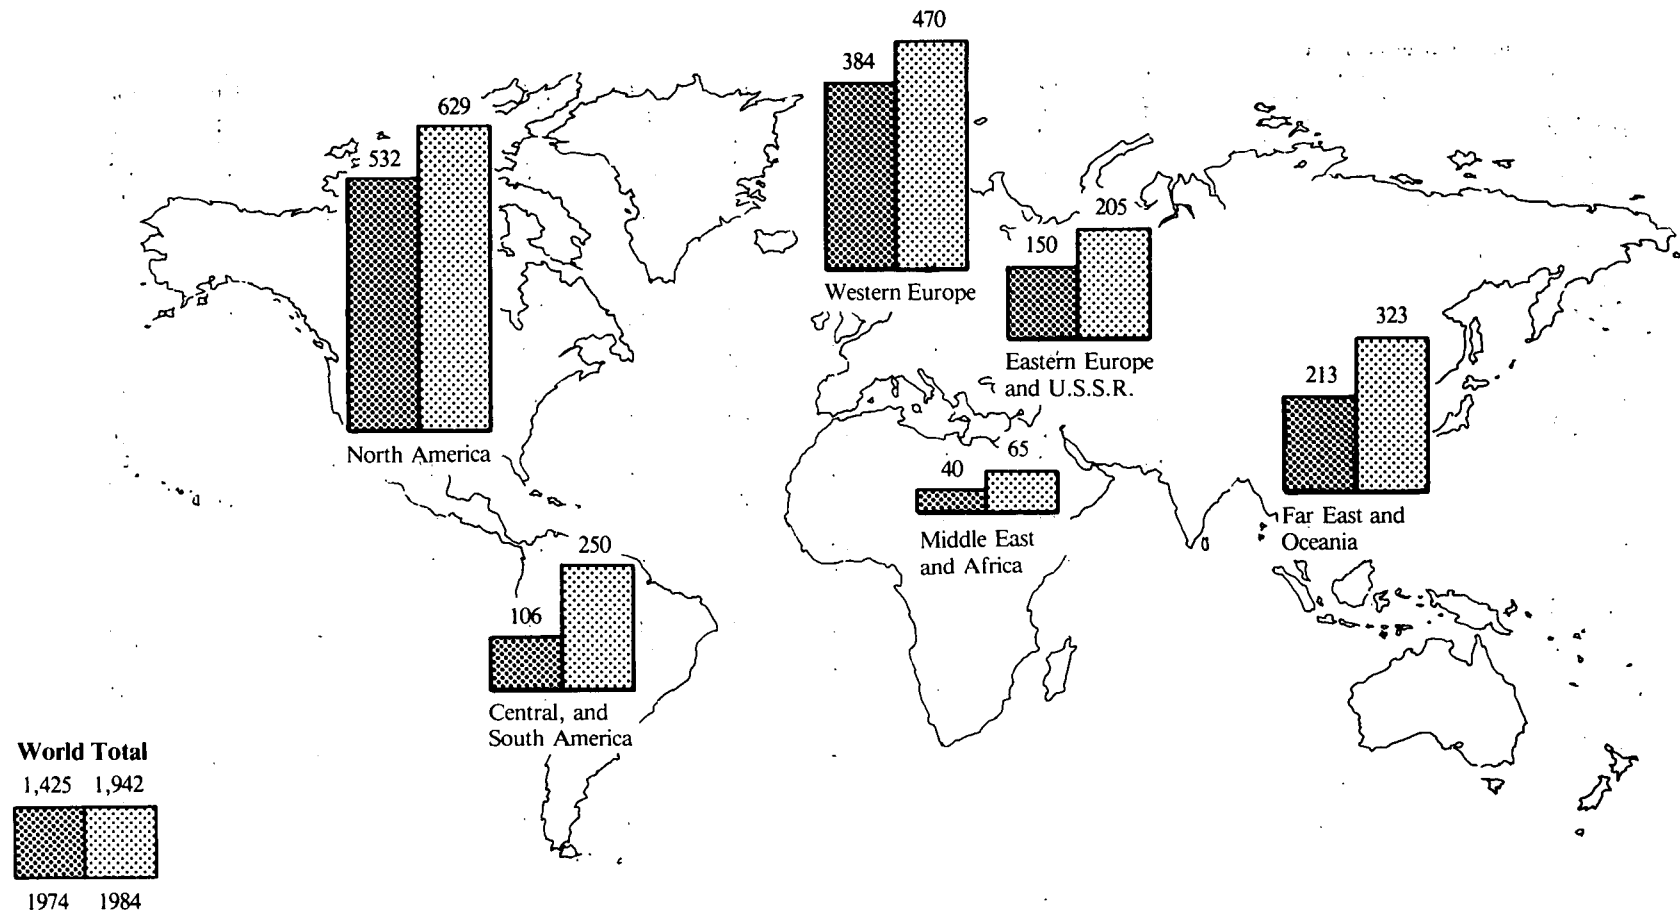 470
384
629
532
205
150
Western Europe
323
Eastern Europe
and U.S.S.R.
213
North America
65
40
Far East and
Oceania
Middle East
and Africa
250
106
Central, and
South America
World Total
1,425 1,942
1974 1984